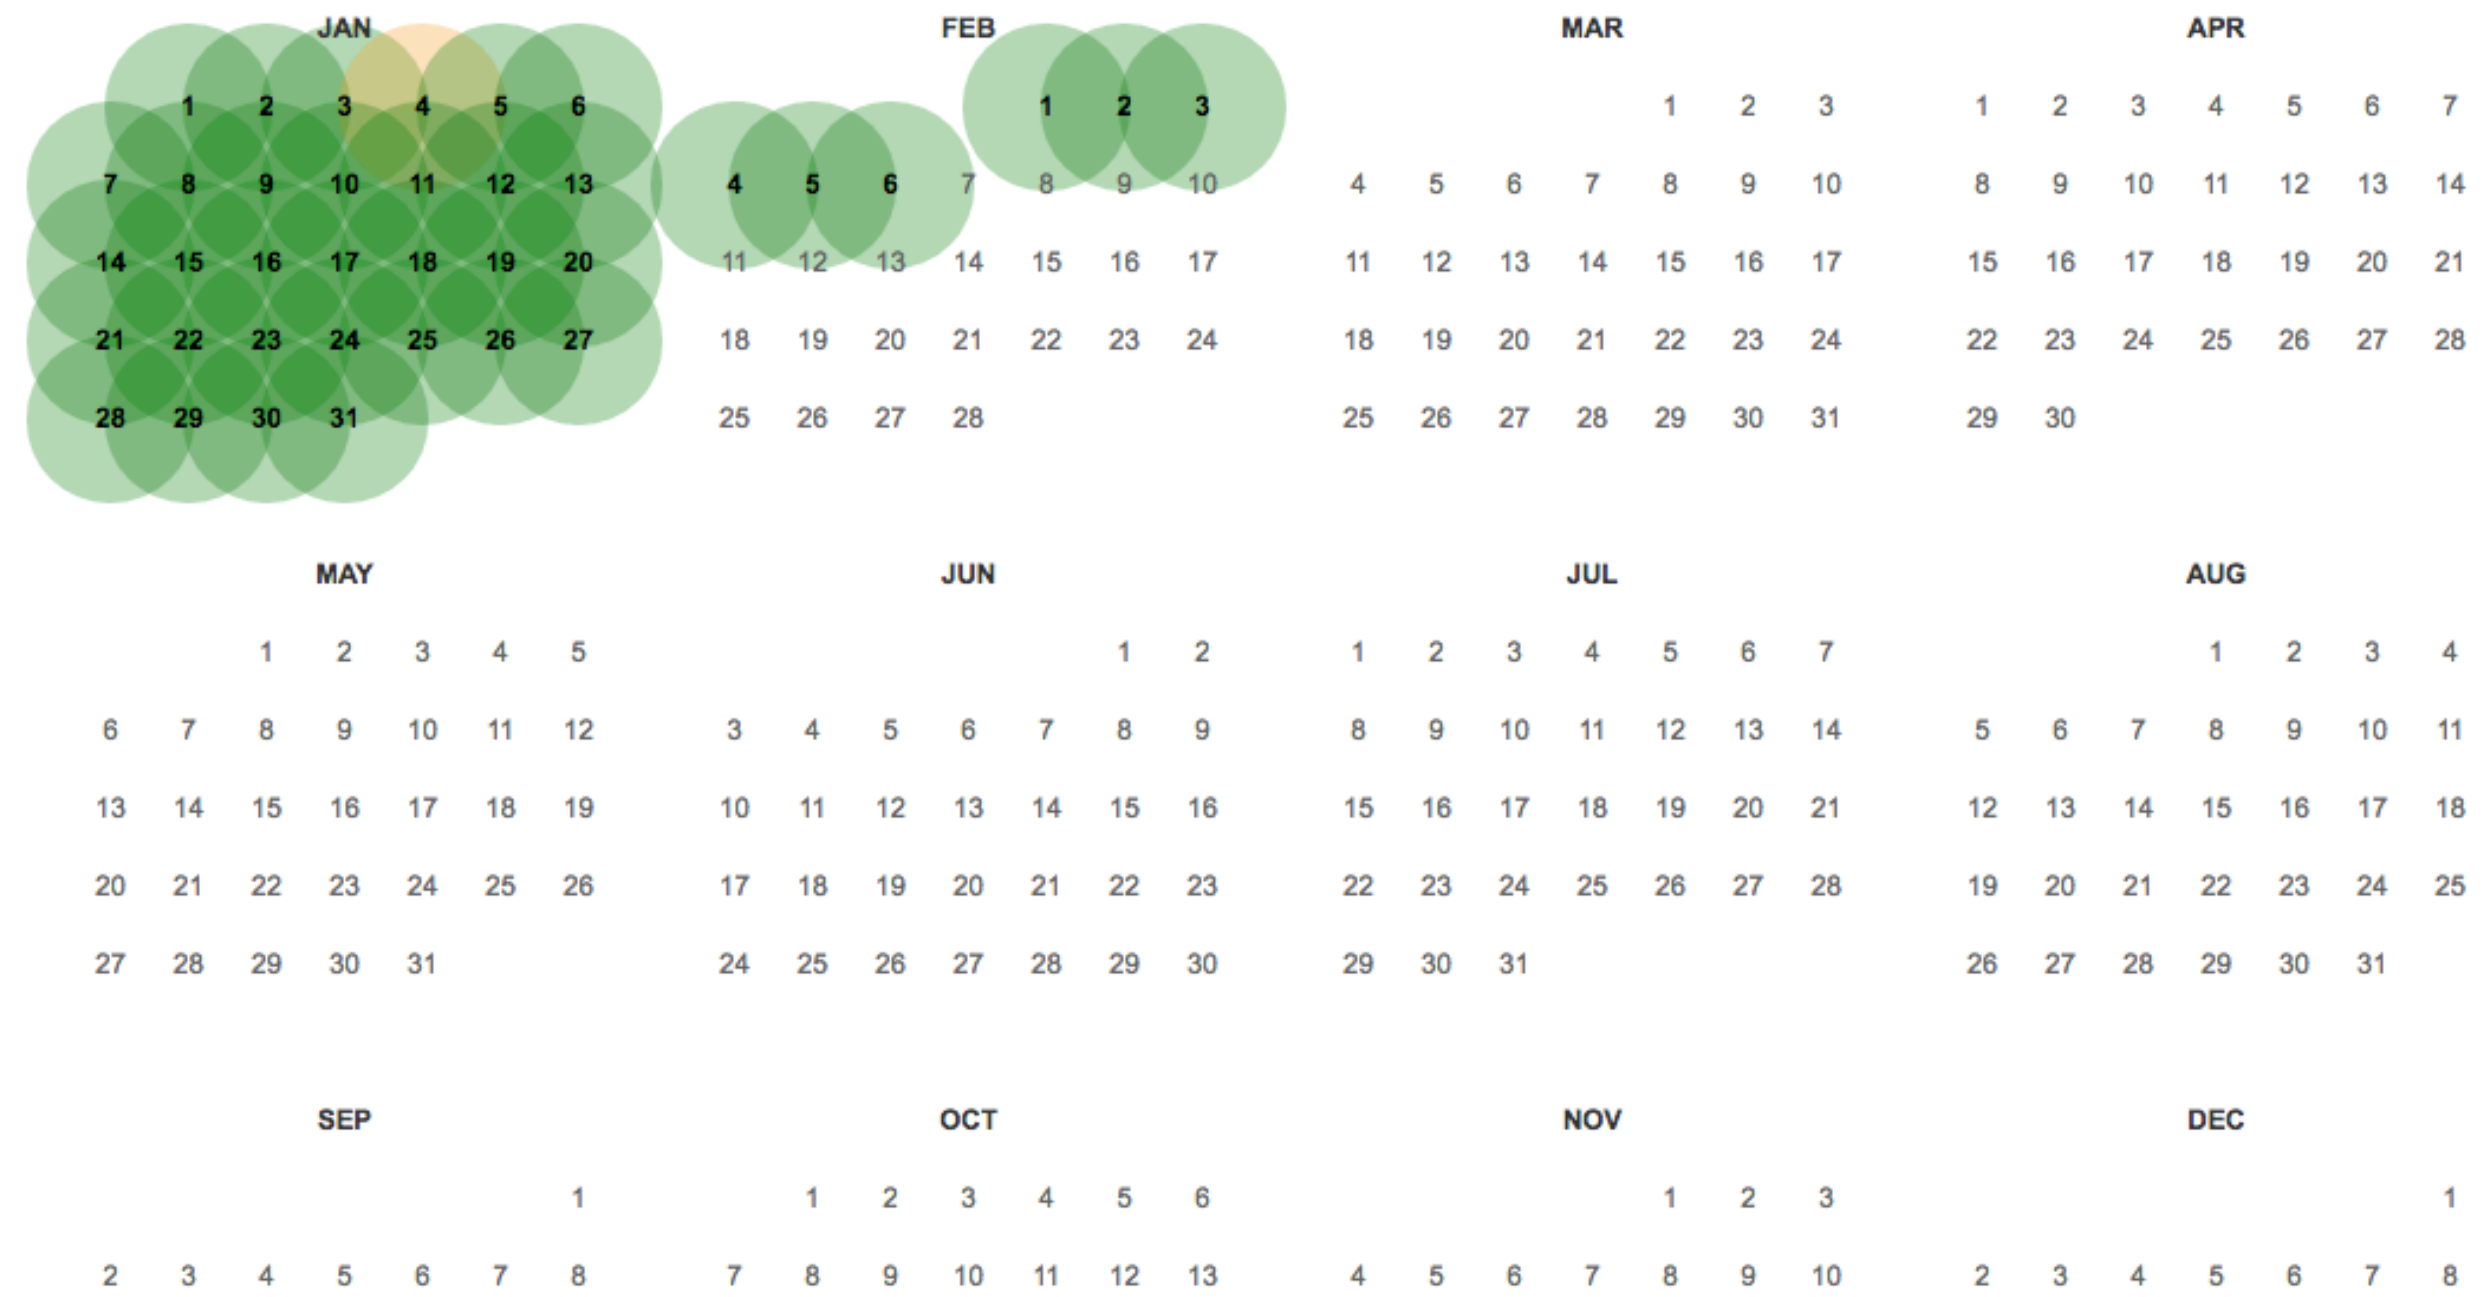 JAN FEB MAR APR
1 2 3 4 5 6 1 2 3 1 2 3 1 2 3 4 5 6 7
7 8 9 10 11 12 13 4 5 6 7 8 9 10 4 5 6 7 8 9 10 8 9 10 11 12 13 14
14 15 16 17 18 19 20 11 12 13 14 15 16 17 11 12 13 14 15 16 17 15 16 17 18 19 20 21
21 22 23 24 25 26 27 18 19 20 21 22 23 24 18 19 20 21 22 23 24 22 23 24 25 26 27 28
28 29 30 31 25 26 27 28 25 26 27 28 29 30 31 29 30
MAY JUN JUL AUG
1 2 3 4 5 1 2 1 2 3 4 5 6 7 1 2 3 4
6 7 8 9 10 11 12 3 4 5 6 7 8 9 8 9 10 11 12 13 14 5 6 7 8 9 10 11
13 14 15 16 17 18 19 10 11 12 13 14 15 16 15 16 17 18 19 20 21 12 13 14 15 16 17 18
20 21 22 23 24 25 26 17 18 19 20 21 22 23 22 23 24 25 26 27 28 19 20 21 22 23 24 25
27 28 29 30 31 24 25 26 27 28 29 30 29 30 31 26 27 28 29 30 31
SEP OCT NOV DEC
1 1 2 3 4 5 6 1 2 3 1
2 3 4 5 6 7 8 7 8 9 10 11 12 13 4 5 6 7 8 9 10 2 3 4 5 6 7 8